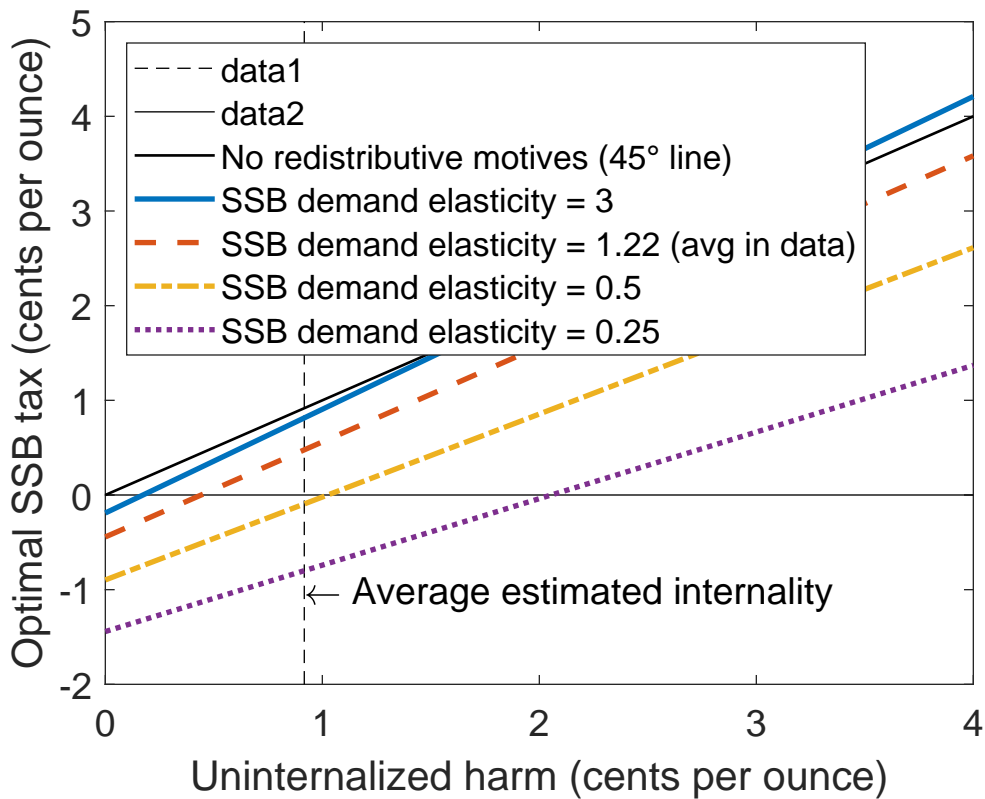 5
4
3
2
1
0
-1
-2
Optimal SSB tax (cents per ounce)
data1
data2
No redistributive motives (45° line)
SSB demand elasticity = 3
SSB demand elasticity = 1.22 (avg in data)
SSB demand elasticity = 0.5
SSB demand elasticity = 0.25
← Average estimated internality
0 1 2 3 4
Uninternalized harm (cents per ounce)